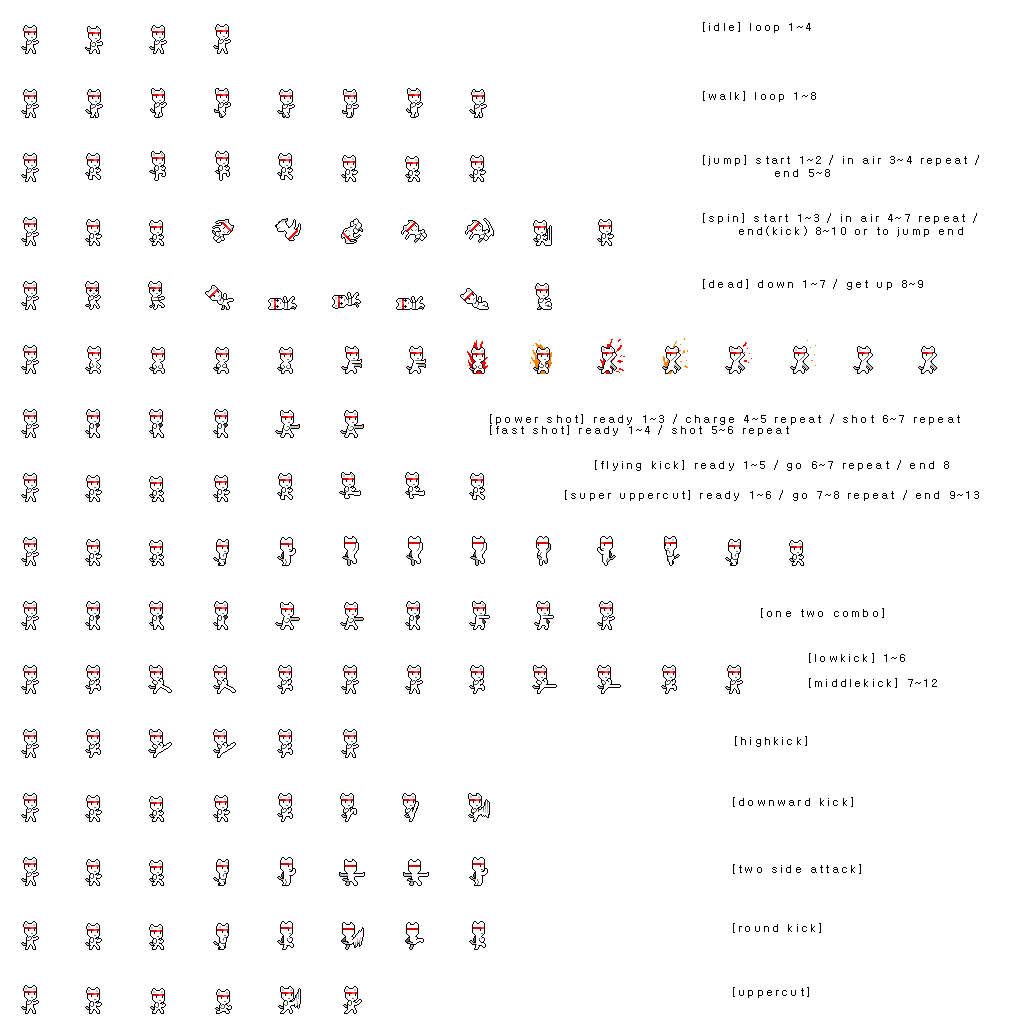 [idle] loop 1~4
[walk] loop 1~8
[jump] start 1~2 / in air 3~4 repeat /
end 5~8
[spin] start 1~3 / in air 4~7 repeat /
end(kick) 8~10 or to jump end
[dead] down 1~7 / get up 8~9
[power shot] ready 1~3 / charge 4~5 repeat / shot 6~7 repeat
[fast shot] ready 1~4 / shot 5~6 repeat
[flying kick] ready 1~5 / go 6~7 repeat / end 8
[super uppercut] ready 1~6 / go 7~8 repeat / end 9~13
[one two combo]
[lowkick] 1~6
[middlekick] 7~12
[highkick]
[downward kick]
[two side attack]
[round kick]
[uppercut]